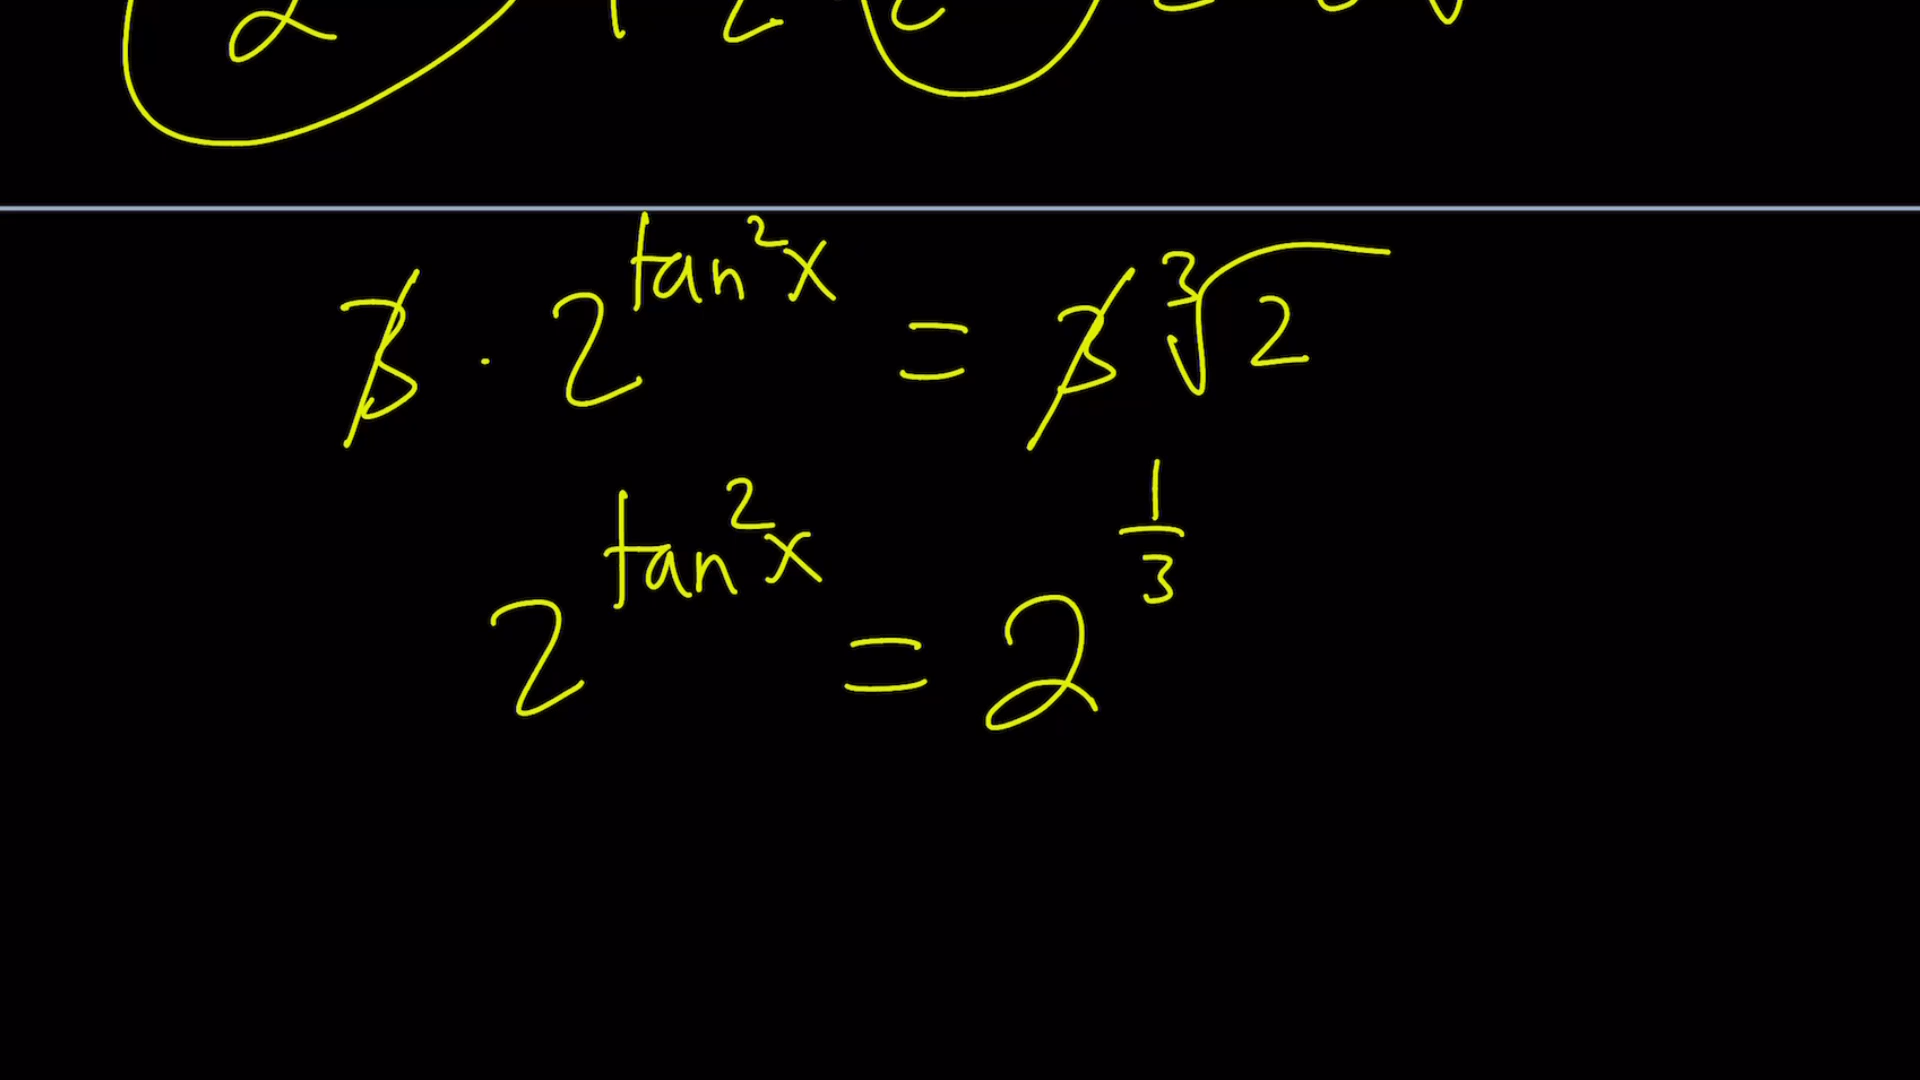 3 · 2^{tan²x} = 3 ∛2
2^{tan²x} = 2^{1/3}